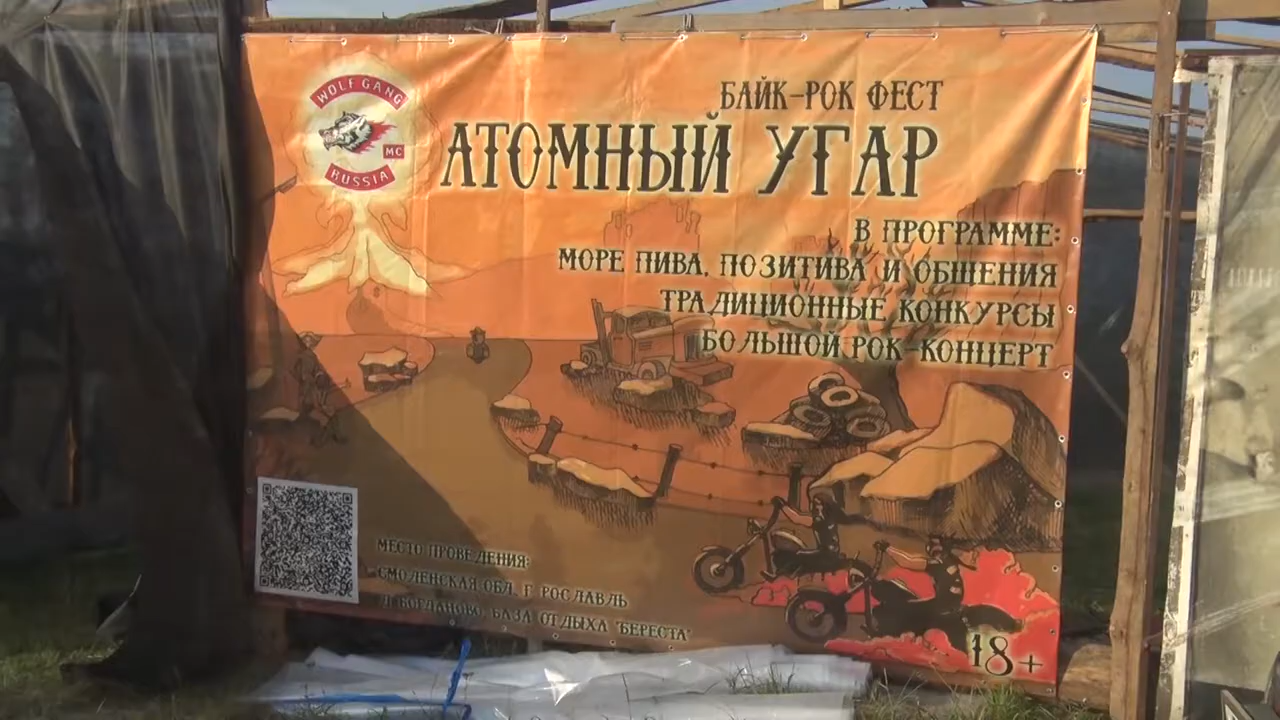 WOLF GANG
MC
RUSSIA
БАЙК-РОК ФЕСТ
АТОМНЫЙ УГАР
В ПРОГРАММЕ:
МОРЕ ПИВА, ПОЗИТИВА И ОБЩЕНИЯ
ТРАДИЦИОННЫЕ КОНКУРСЫ
БОЛЬШОЙ РОК-КОНЦЕРТ
МЕСТО ПРОВЕДЕНИЯ:
СМОЛЕНСКАЯ ОБЛ., Г. РОСЛАВЛЬ
Д. БОГДАНОВО, БАЗА ОТДЫХА "БЕРЕСТА"
18+